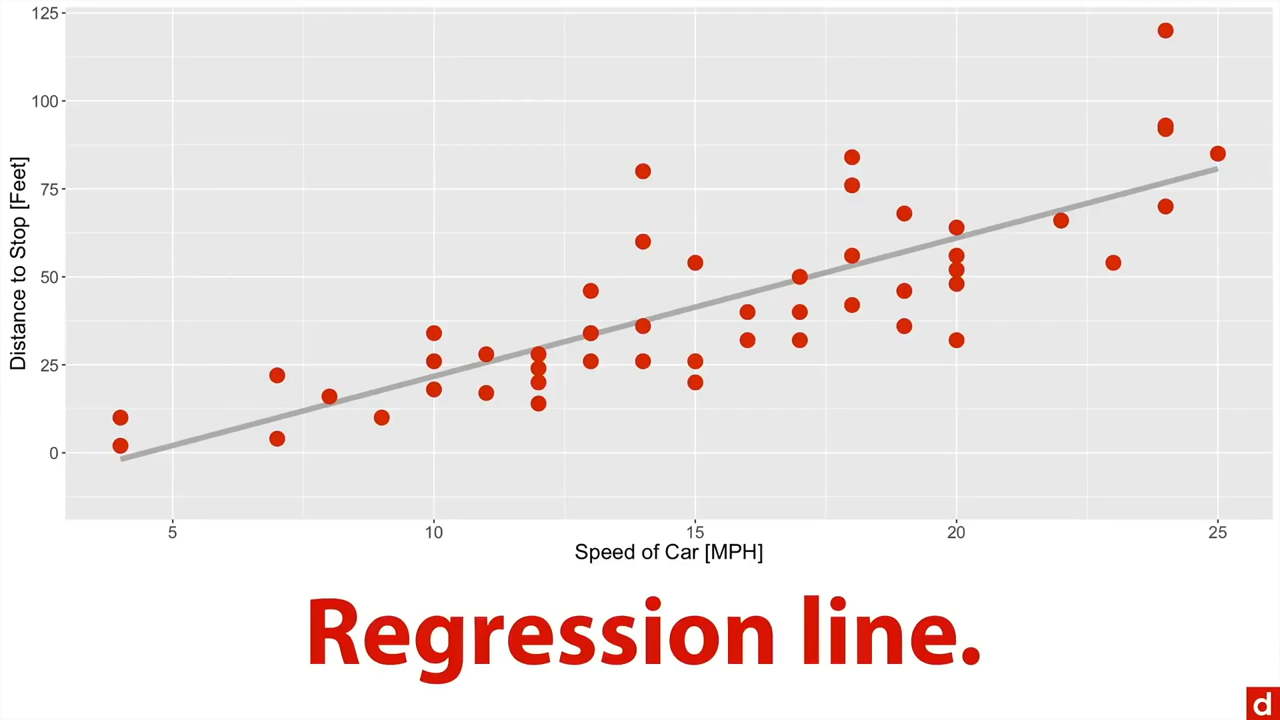 125
100
75
50
25
0
Distance to Stop [Feet]
5 10 15 20 25
Speed of Car [MPH]
Regression line.
d